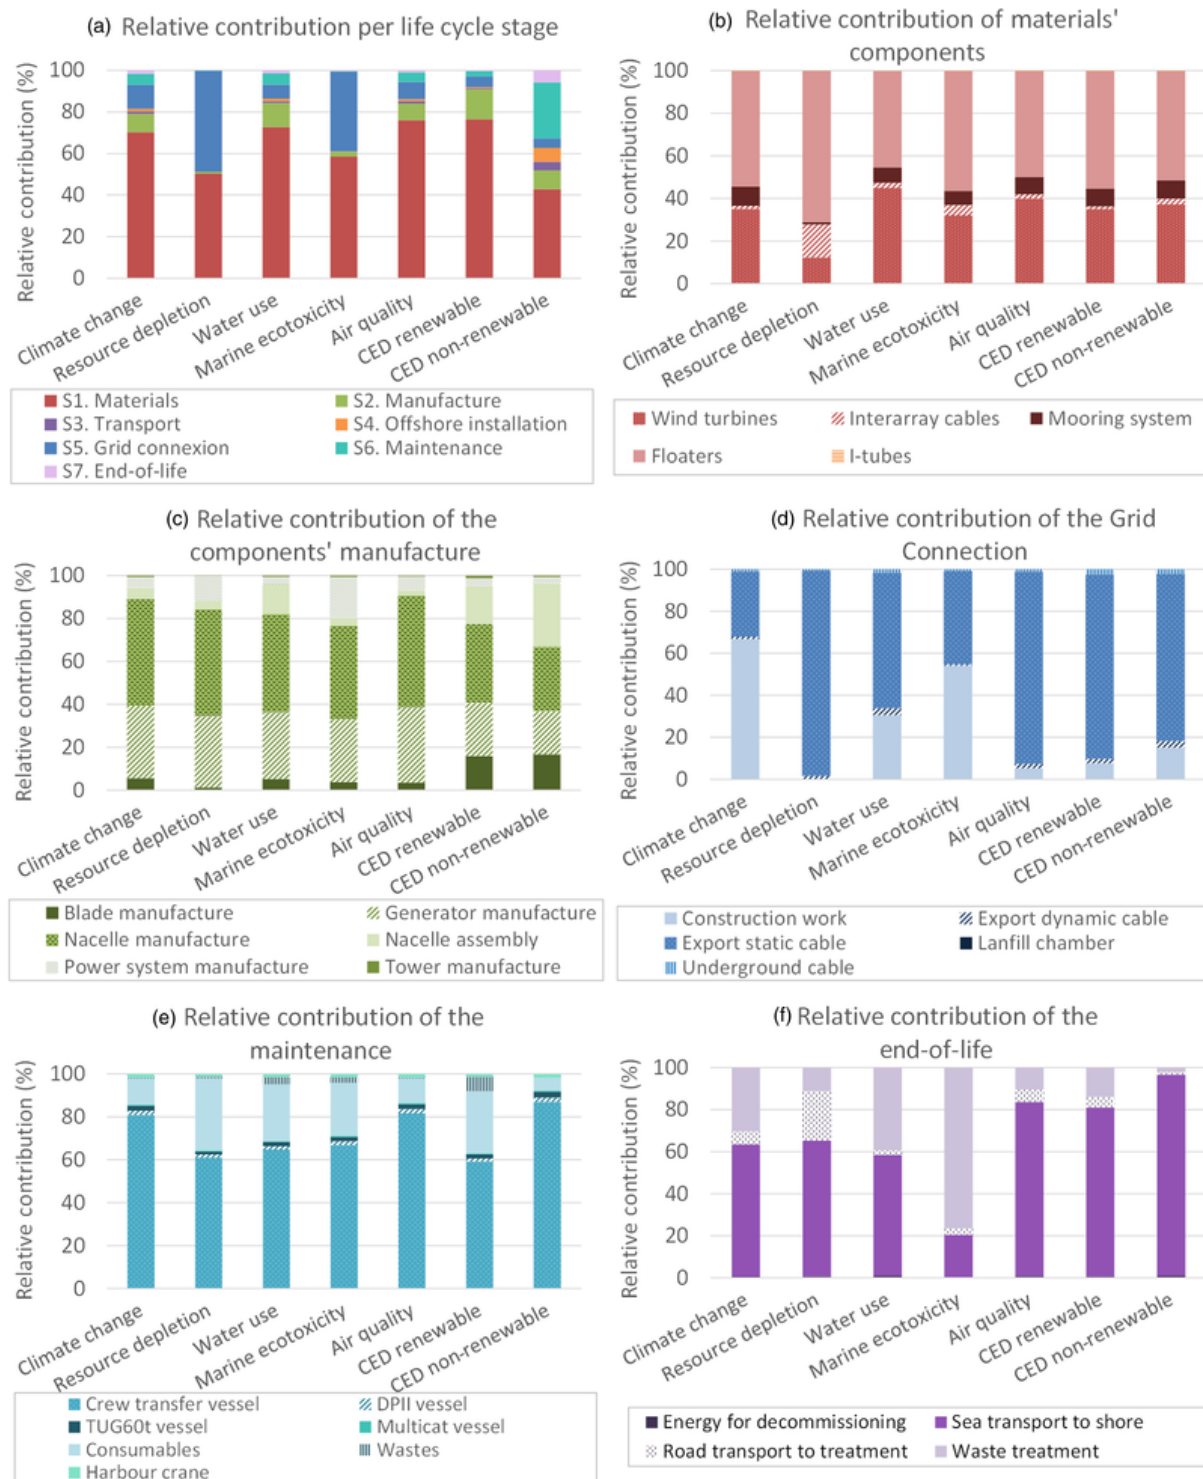 (a) Relative contribution per life cycle stage
Relative contribution (%)
100
80
60
40
20
0
Climate change
Resource depletion
Water use
Marine ecotoxicity
Air quality
CED renewable
CED non-renewable
S1. Materials
S2. Manufacture
S3. Transport
S4. Offshore installation
S5. Grid connexion
S6. Maintenance
S7. End-of-life
(b) Relative contribution of materials'
components
Relative contribution (%)
100
80
60
40
20
0
Climate change
Resource depletion
Water use
Marine ecotoxicity
Air quality
CED renewable
CED non-renewable
Wind turbines
Interarray cables
Mooring system
Floaters
I-tubes
(c) Relative contribution of the
components' manufacture
Relative contribution (%)
100
80
60
40
20
0
Climate change
Resource depletion
Water use
Marine ecotoxicity
Air quality
CED renewable
CED non-renewable
Blade manufacture
Generator manufacture
Nacelle manufacture
Nacelle assembly
Power system manufacture
Tower manufacture
(d) Relative contribution of the Grid
Connection
Relative contribution (%)
100
80
60
40
20
0
Climate change
Resource depletion
Water use
Marine ecotoxicity
Air quality
CED renewable
CED non-renewable
Construction work
Export dynamic cable
Export static cable
Lanfill chamber
Underground cable
(e) Relative contribution of the
maintenance
Relative contribution (%)
100
80
60
40
20
0
Climate change
Resource depletion
Water use
Marine ecotoxicity
Air quality
CED renewable
CED non-renewable
Crew transfer vessel
DPII vessel
TUG60t vessel
Multicat vessel
Consumables
Wastes
Harbour crane
(f) Relative contribution of the
end-of-life
Relative contribution (%)
100
80
60
40
20
0
Climate change
Resource depletion
Water use
Marine ecotoxicity
Air quality
CED renewable
CED non-renewable
Energy for decommissioning
Sea transport to shore
Road transport to treatment
Waste treatment